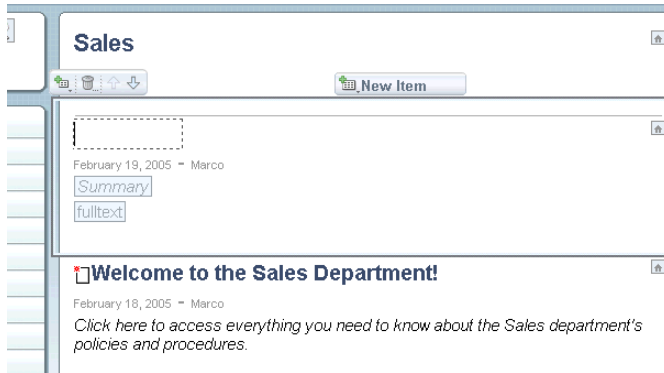 Sales
New Item
February 19, 2005 - Marco
Summary
fulltext
Welcome to the Sales Department!
February 18, 2005 - Marco
Click here to access everything you need to know about the Sales department's
policies and procedures.